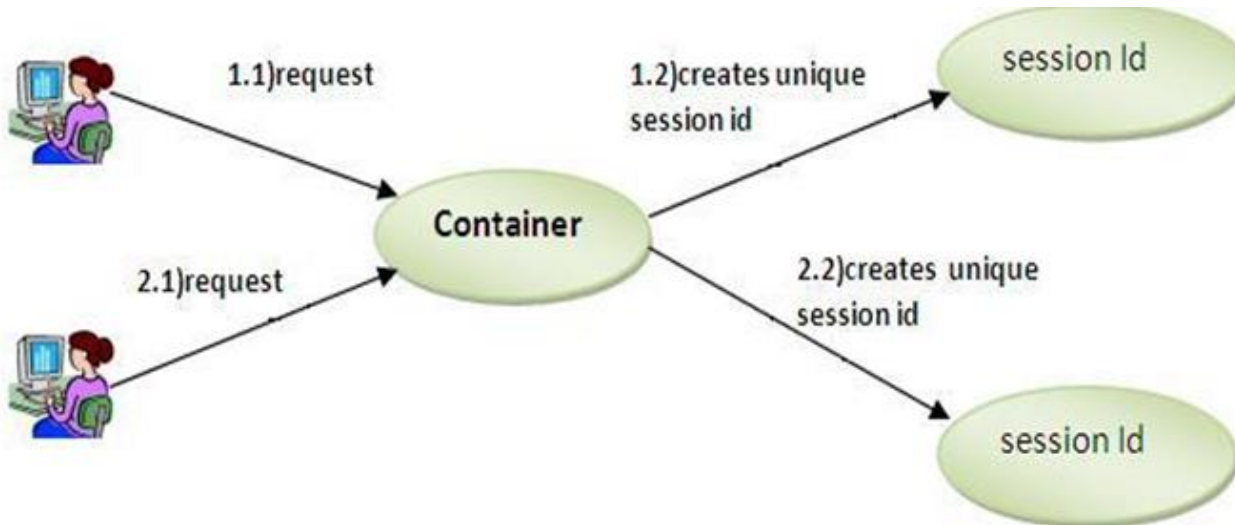 1.1)request
1.2)creates unique
session id
session Id
Container
2.1)request
2.2)creates unique
session id
session Id